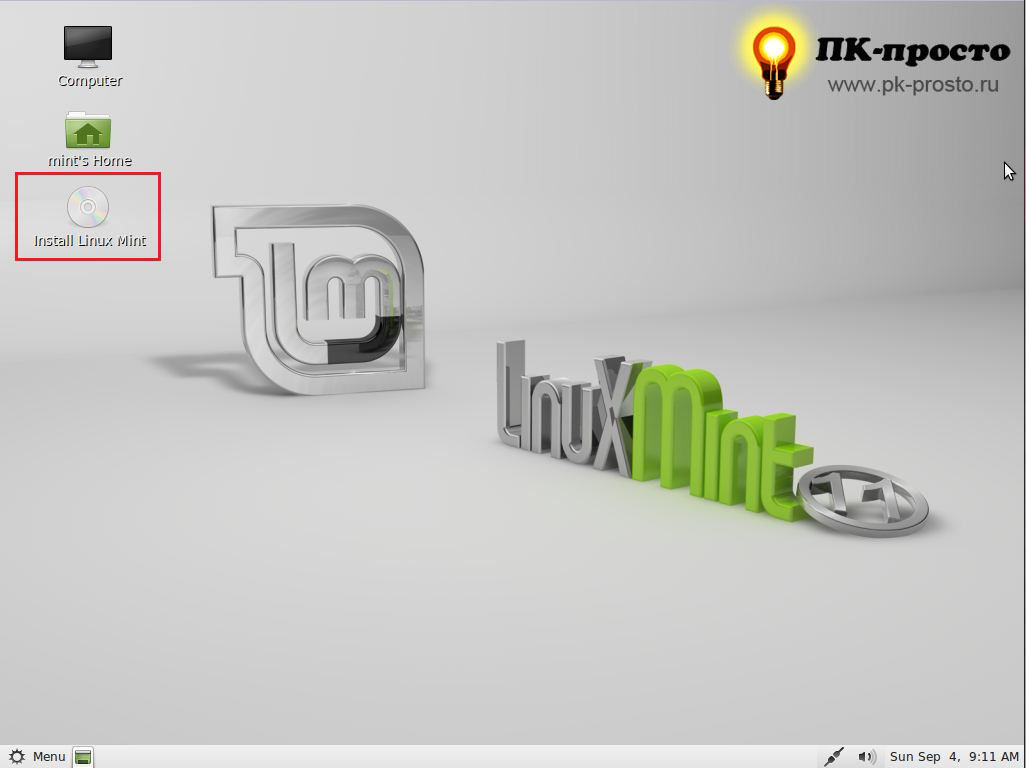 ПК-просто
www.pk-prosto.ru
Computer
mint's Home
Install Linux Mint
lm
LinuxMint 11
Menu
Sun Sep 4, 9:11 AM